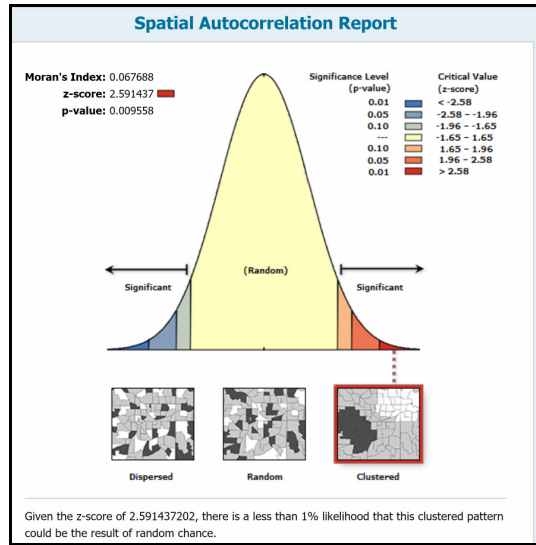 Spatial Autocorrelation Report
Moran's Index: 0.067688
z-score: 2.591437
p-value: 0.009558
Significance Level Critical Value
(p-value) (z-score)
0.01 < -2.58
0.05 -2.58 – -1.96
0.10 -1.96 – -1.65
--- -1.65 – 1.65
0.10 1.65 – 1.96
0.05 1.96 – 2.58
0.01 > 2.58
(Random)
Significant Significant
Dispersed Random Clustered
Given the z-score of 2.591437202, there is a less than 1% likelihood that this clustered pattern
could be the result of random chance.